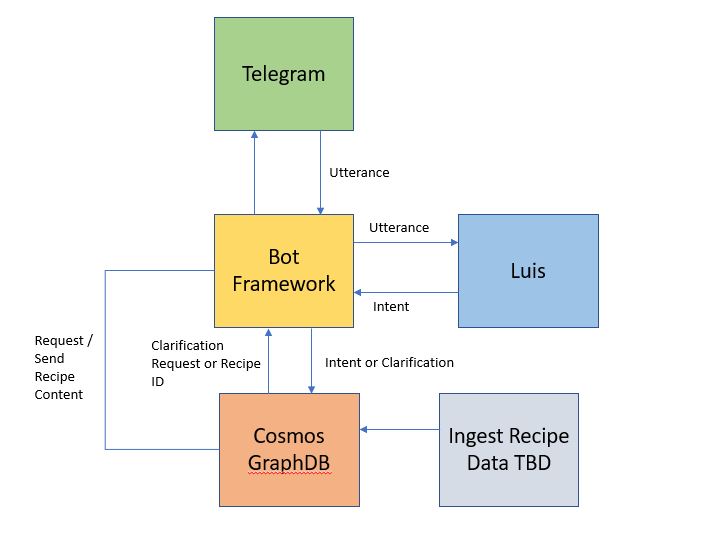 Telegram
Utterance
Bot
Framework
Utterance
Luis
Intent
Request /
Send
Recipe
Content
Clarification
Request or Recipe
ID
Intent or Clarification
Cosmos
GraphDB
Ingest Recipe
Data TBD